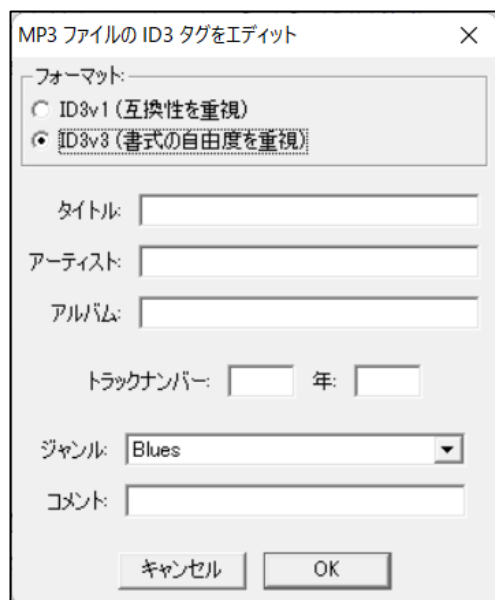 MP3 ファイルの ID3 タグをエディット
フォーマット:
ID3v1 (互換性を重視)
ID3v3 (書式の自由度を重視)
タイトル:
アーティスト:
アルバム:
トラックナンバー: 年:
ジャンル: Blues
コメント:
キャンセル OK